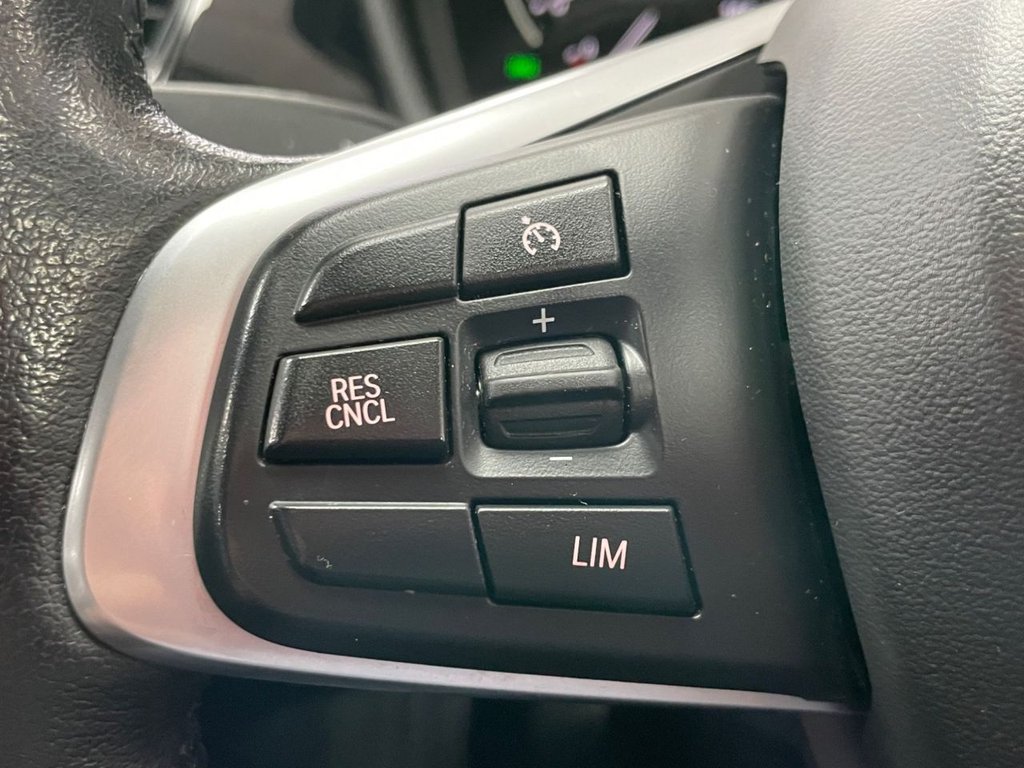 +
RES
CNCL
–
LIM